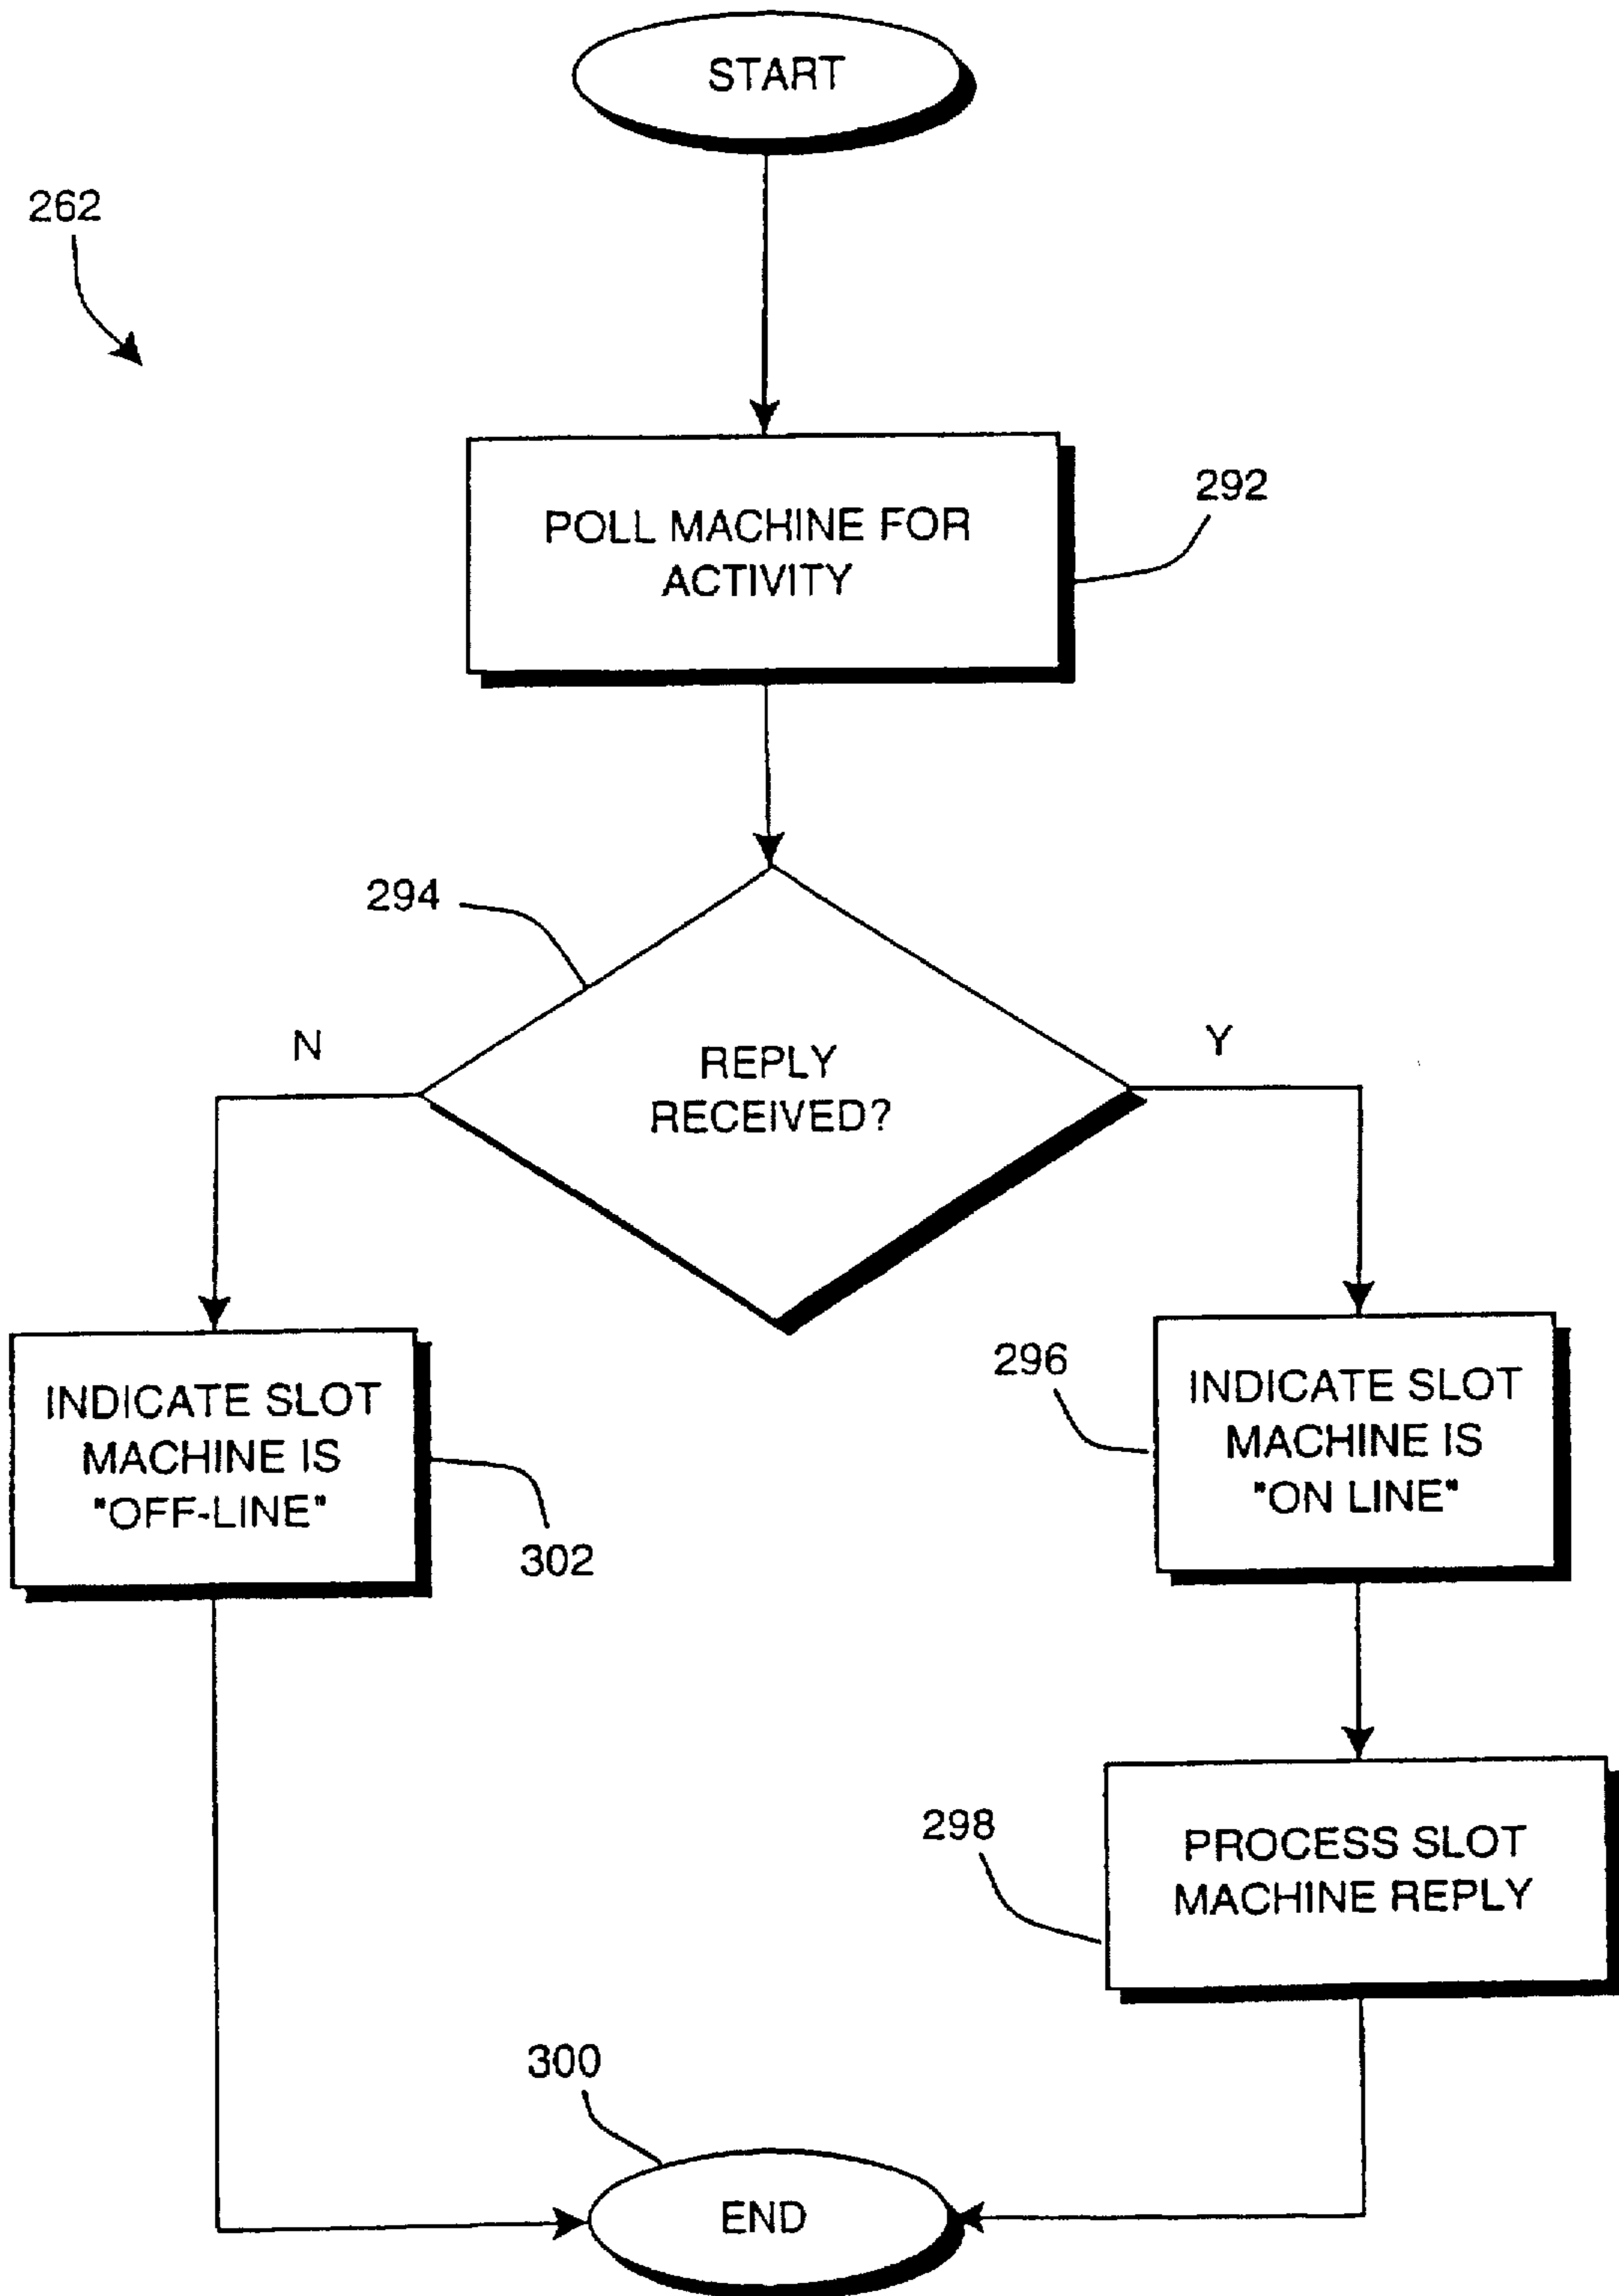 START
262
292
POLL MACHINE FOR
ACTIVITY
294
N
Y
REPLY
RECEIVED?
296
INDICATE SLOT
MACHINE IS
"OFF-LINE"
302
INDICATE SLOT
MACHINE IS
"ON LINE"
298
PROCESS SLOT
MACHINE REPLY
300
END